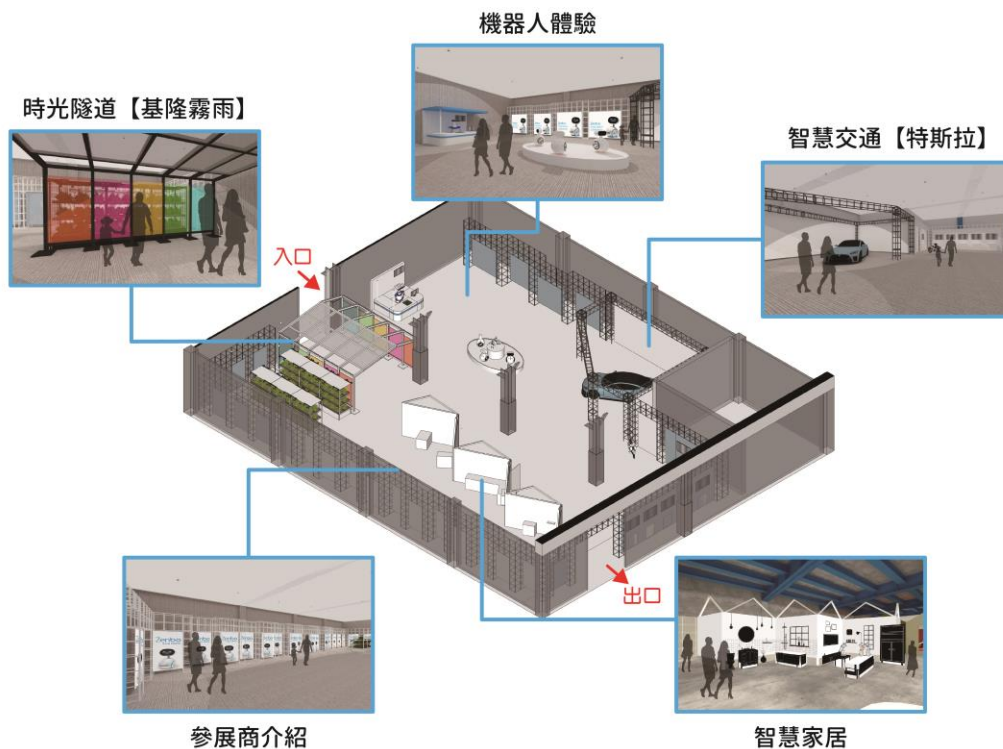 機器人體驗
時光隧道【基隆霧雨】
智慧交通【特斯拉】
入口
出口
參展商介紹
智慧家居